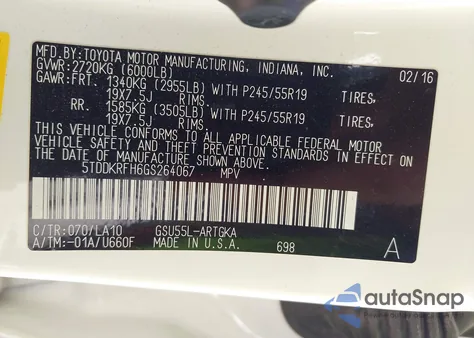 MFD.BY:TOYOTA MOTOR MANUFACTURING, INDIANA, INC.
GVWR:2720KG (6000LB) 02/16
GAWR:FRT. 1340KG (2955LB) WITH P245/55R19 TIRES,
19X7.5J RIMS.
RR. 1585KG (3505LB) WITH P245/55R19 TIRES,
19X7.5J RIMS.
THIS VEHICLE CONFORMS TO ALL APPLICABLE FEDERAL MOTOR
VEHICLE SAFETY BUMPER, AND THEFT PREVENTION STANDARDS IN EFFECT
ON THE DATE OF MANUFACTURE SHOWN ABOVE.
5TDDKRFH6GS264067 MPV
C/TR:070/LA10 GSU55L-ARTGKA
A/TM:-01A/U660F MADE IN U.S.A. 698 A
autoSnap